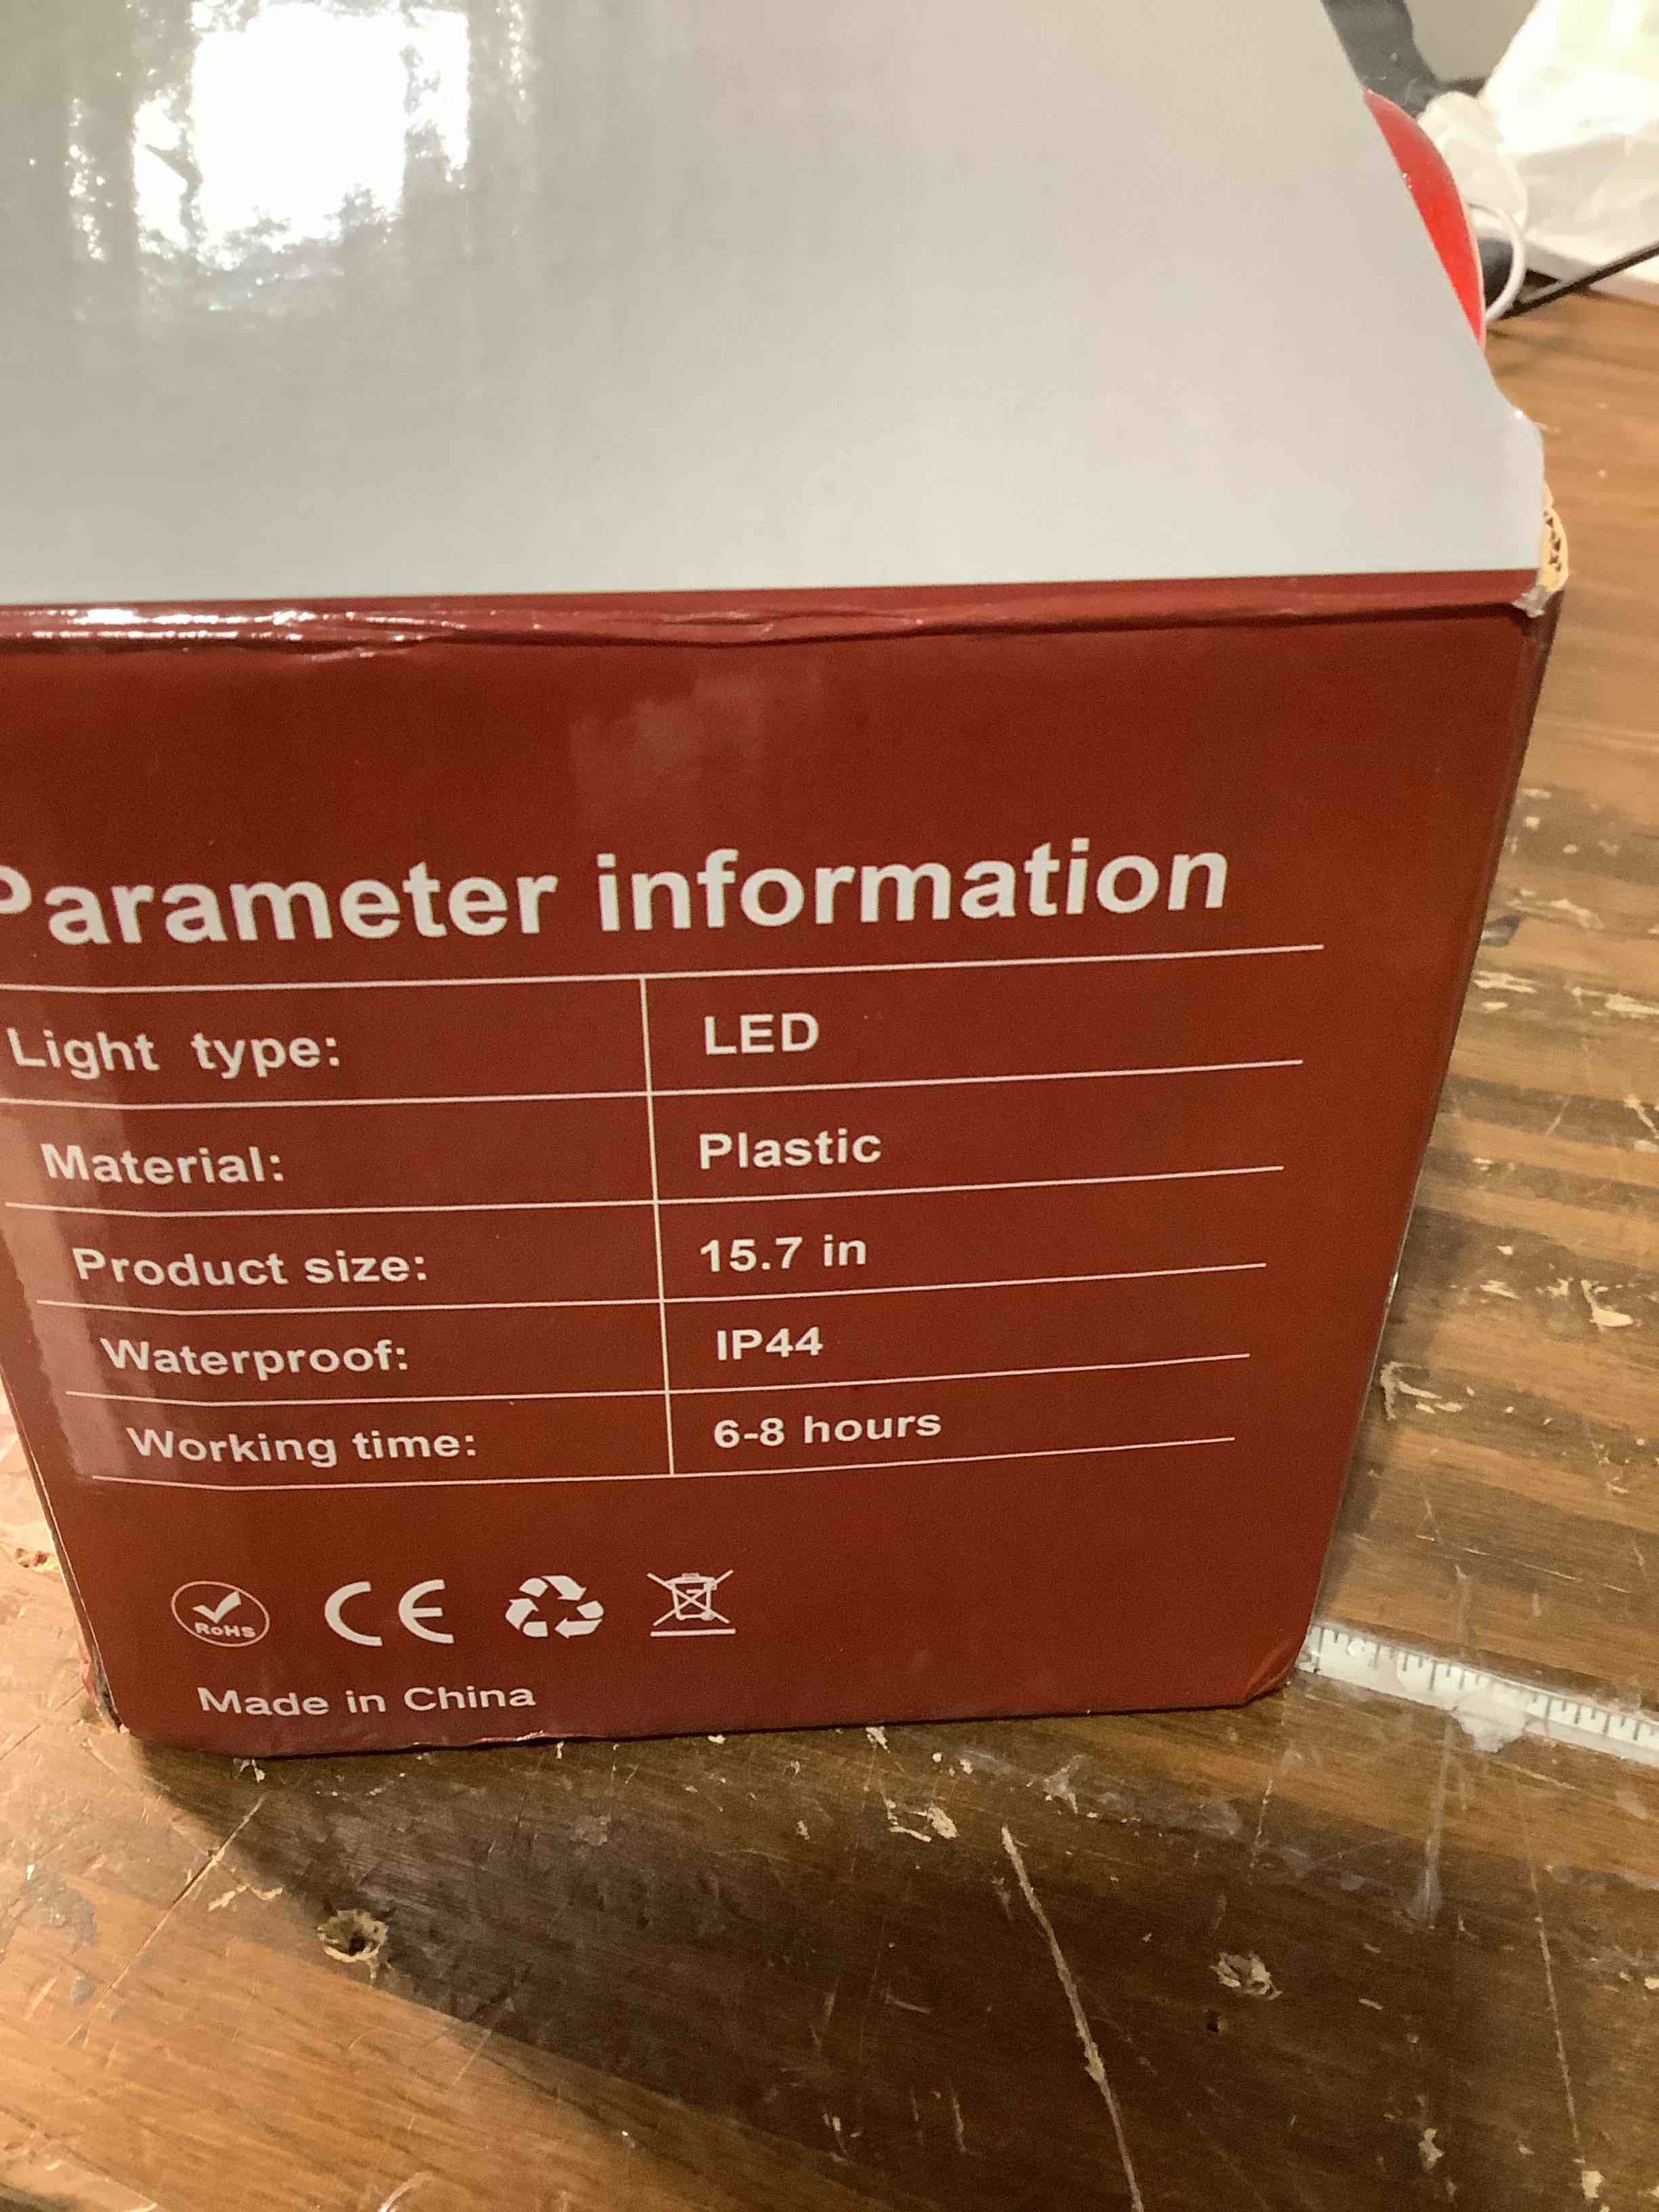 Parameter information
Light type: LED
Material: Plastic
Product size: 15.7 in
Waterproof: IP44
Working time: 6-8 hours
RoHS CE
Made in China